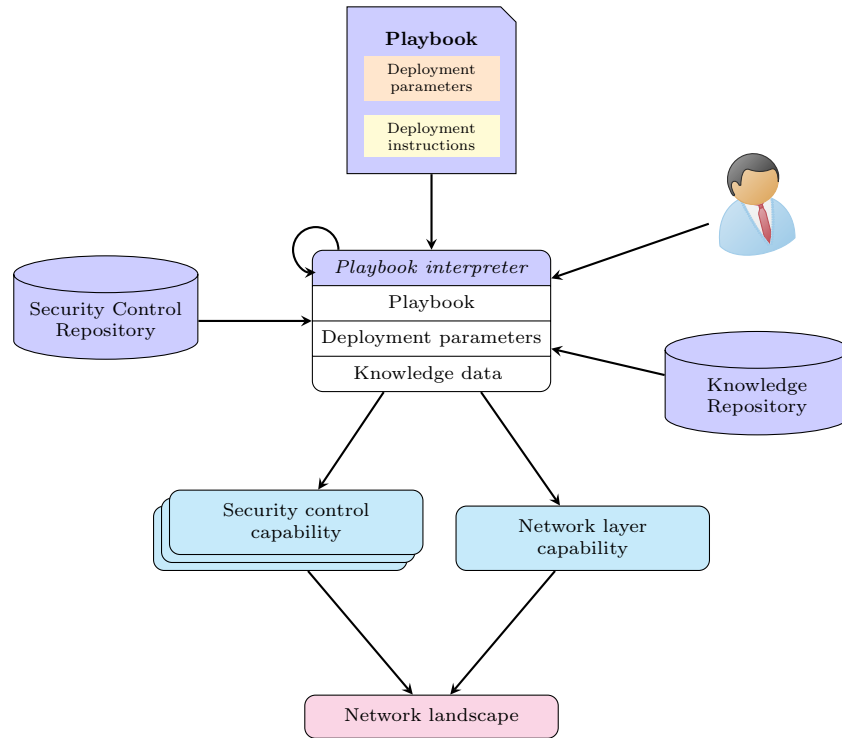 Playbook
Deployment
parameters
Deployment
instructions
Playbook interpreter
Playbook
Deployment parameters
Knowledge data
Security Control
Repository
Knowledge
Repository
Security control
capability
Network layer
capability
Network landscape